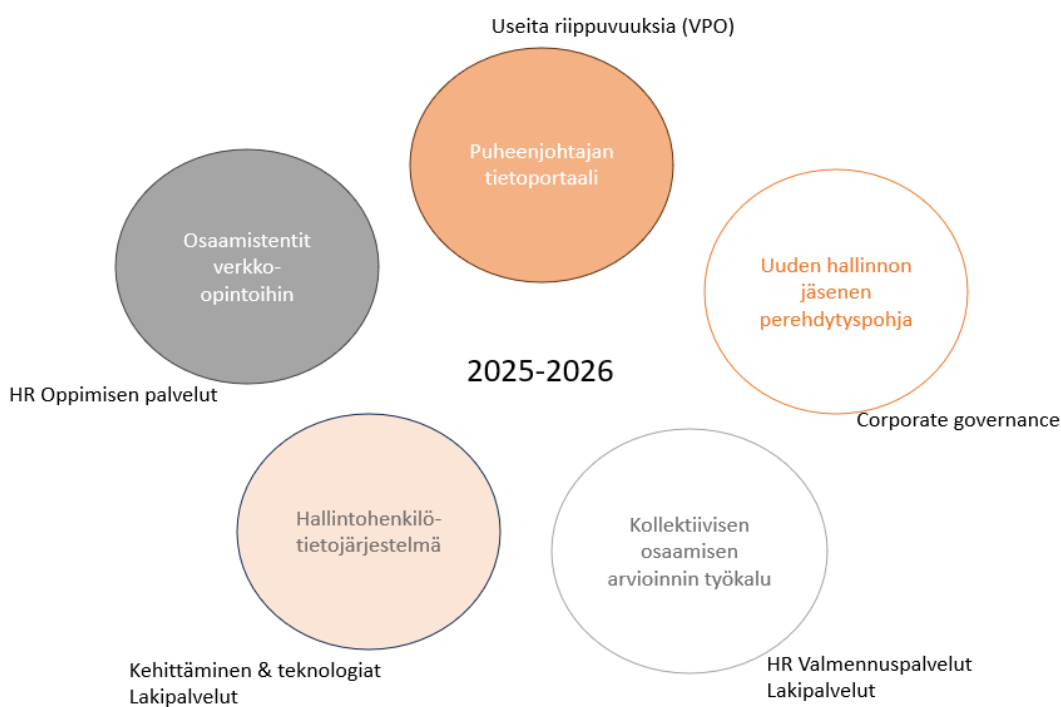 Useita riippuvuuksia (VPO)
Puheenjohtajan
tietoportaali
Osaamistentit
verkko-
opintoihin
HR Oppimisen palvelut
Uuden hallinnon
jäsenen
perehdytyspohja
Corporate governance
2025-2026
Hallintohenkilö-
tietojärjestelmä
Kehittäminen & teknologiat
Lakipalvelut
Kollektiivisen
osaamisen
arvioinnin työkalu
HR Valmennuspalvelut
Lakipalvelut